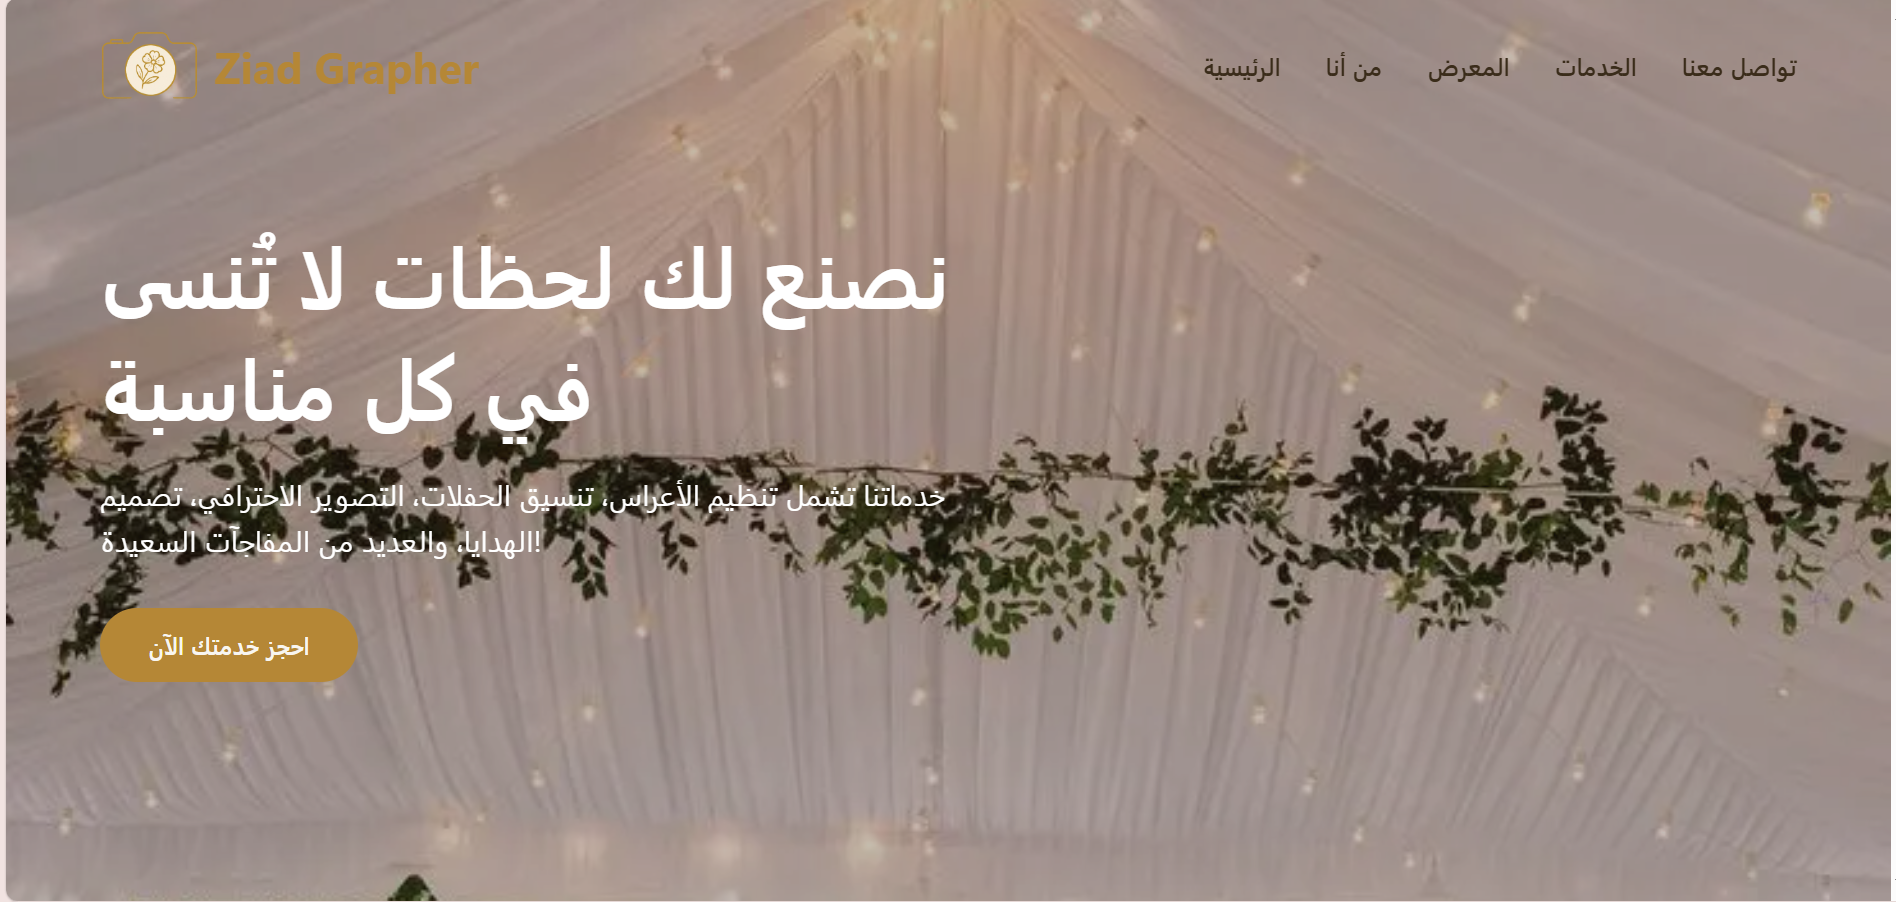 Ziad Grapher
الرئيسية
من أنا
المعرض
الخدمات
تواصل معنا
نصنع لك لحظات لا تُنسى
في كل مناسبة
خدماتنا تشمل تنظيم الأعراس، تنسيق الحفلات، التصوير الاحترافي، تصميم
الهدايا، والعديد من المفاجآت السعيدة!
احجز خدمتك الآن